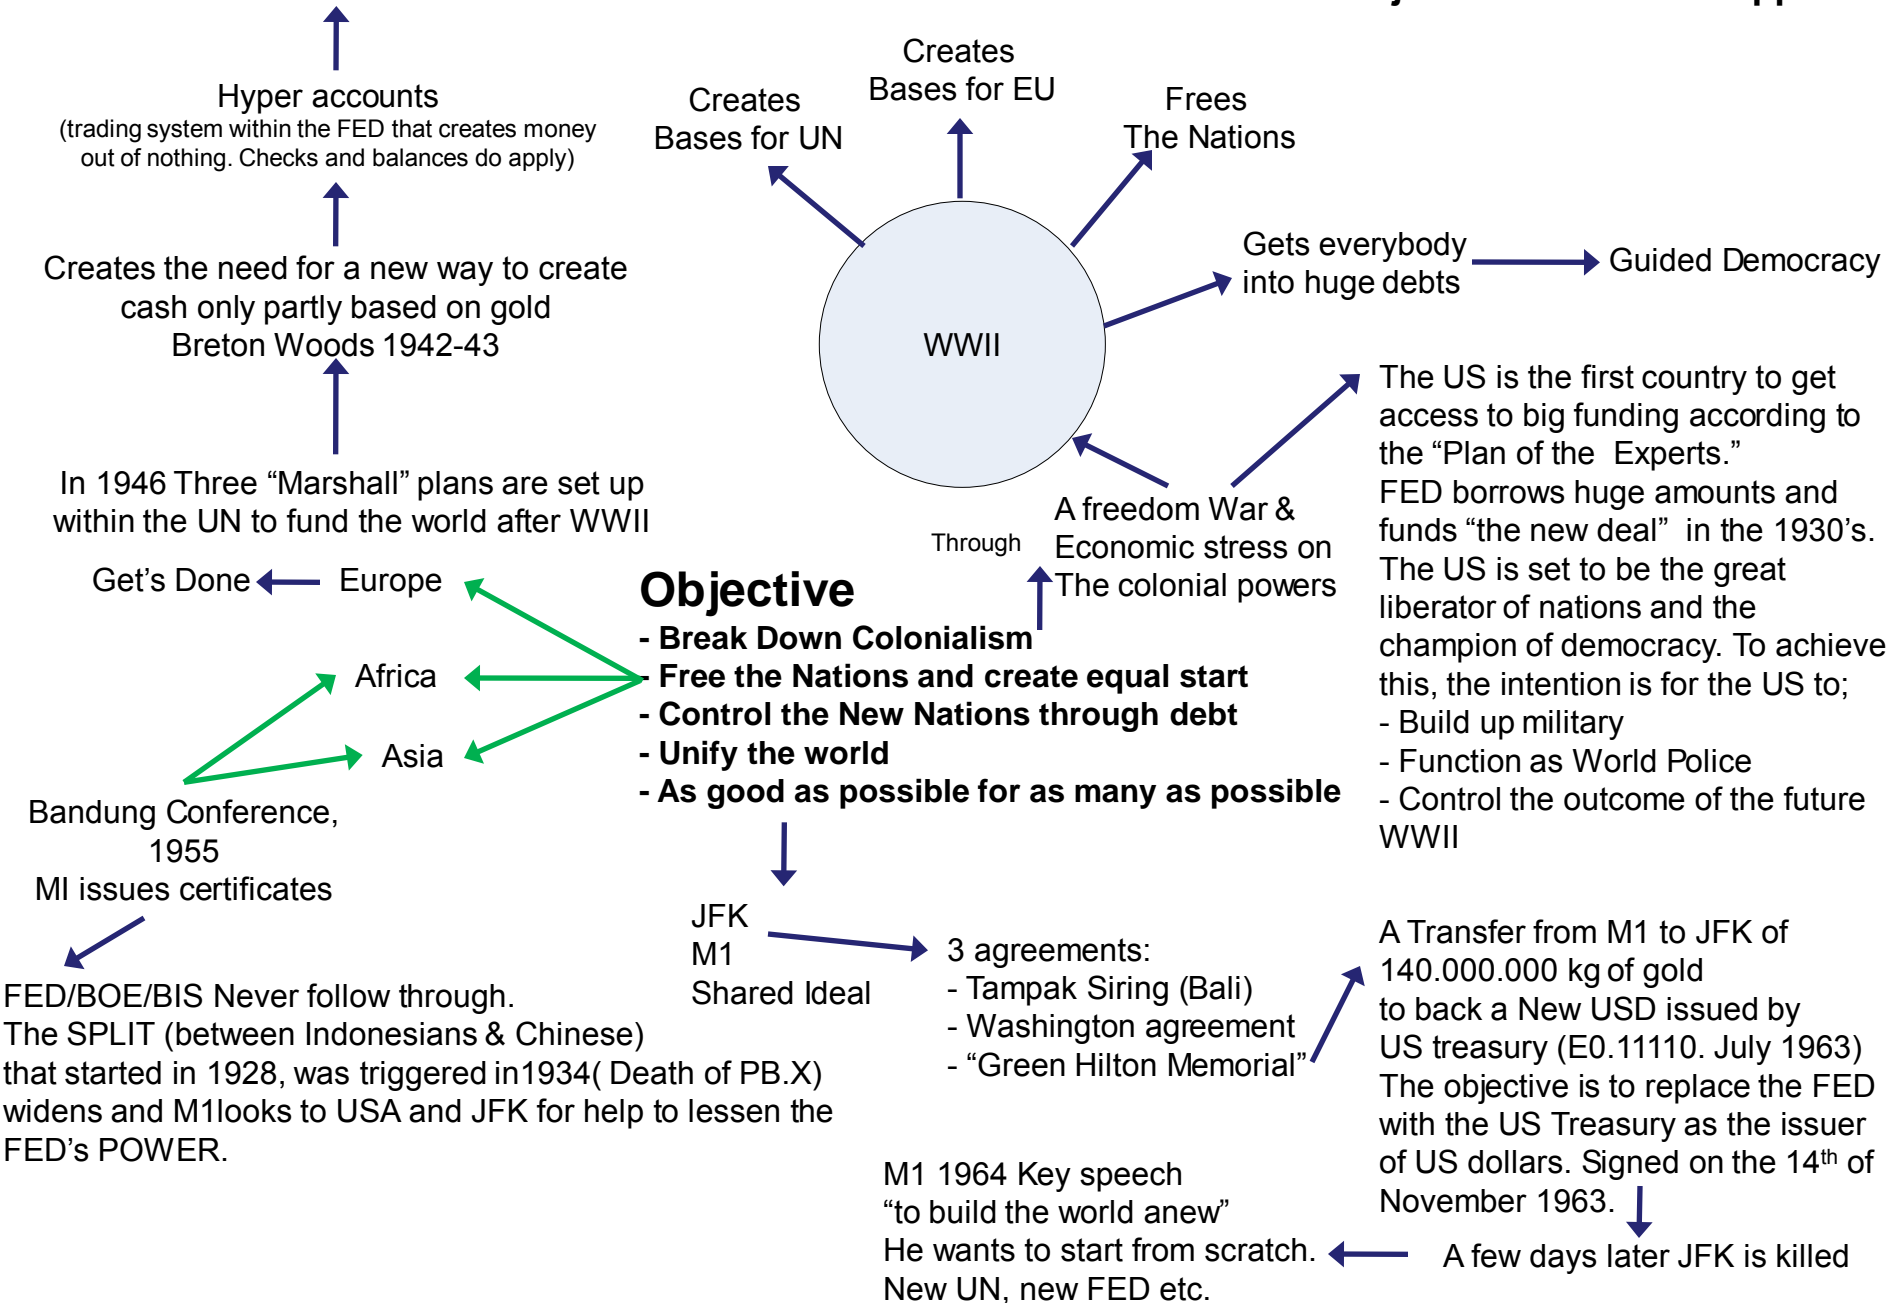 Hyper accounts
(trading system within the FED that creates money
out of nothing. Checks and balances do apply)
Creates the need for a new way to create
cash only partly based on gold
Breton Woods 1942-43
In 1946 Three “Marshall” plans are set up
within the UN to fund the world after WWII
Get’s Done
Europe
Africa
Asia
Bandung Conference,
1955
MI issues certificates
FED/BOE/BIS Never follow through.
The SPLIT (between Indonesians & Chinese)
that started in 1928, was triggered in1934( Death of PB.X)
widens and M1looks to USA and JFK for help to lessen the
FED’s POWER.
Creates
Bases for UN
Creates
Bases for EU
Frees
The Nations
Gets everybody
into huge debts
Guided Democracy
WWII
Through
A freedom War &
Economic stress on
The colonial powers
Objective
- Break Down Colonialism
- Free the Nations and create equal start
- Control the New Nations through debt
- Unify the world
- As good as possible for as many as possible
The US is the first country to get
access to big funding according to
the “Plan of the Experts.”
FED borrows huge amounts and
funds “the new deal” in the 1930’s.
The US is set to be the great
liberator of nations and the
champion of democracy. To achieve
this, the intention is for the US to;
- Build up military
- Function as World Police
- Control the outcome of the future
WWII
JFK
M1
Shared Ideal
3 agreements:
- Tampak Siring (Bali)
- Washington agreement
- “Green Hilton Memorial”
A Transfer from M1 to JFK of
140.000.000 kg of gold
to back a New USD issued by
US treasury (E0.11110. July 1963)
The objective is to replace the FED
with the US Treasury as the issuer
of US dollars. Signed on the 14th of
November 1963.
A few days later JFK is killed
M1 1964 Key speech
“to build the world anew”
He wants to start from scratch.
New UN, new FED etc.